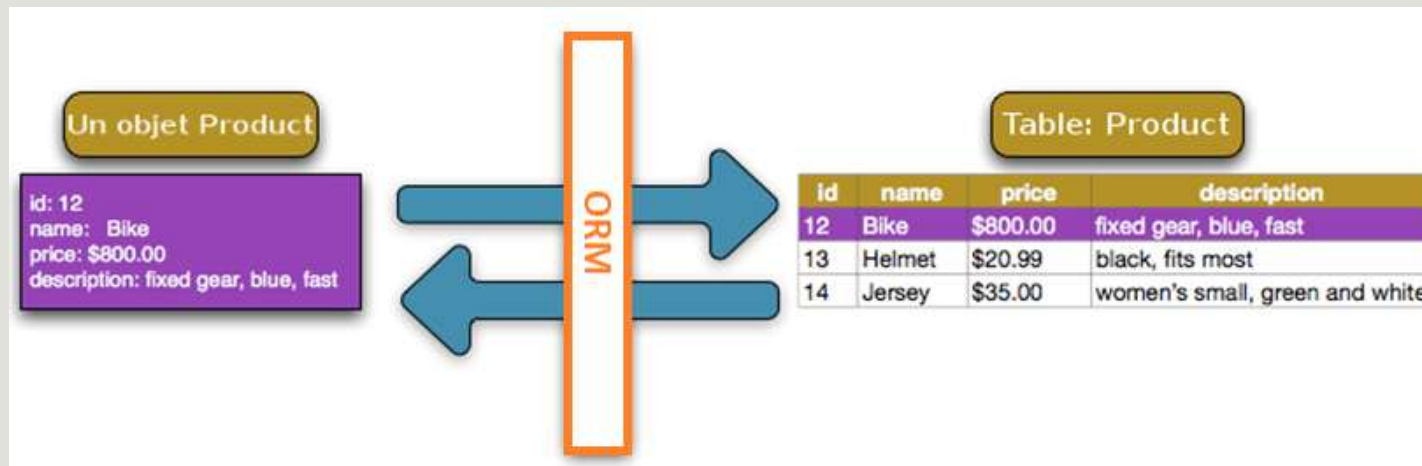 Un objet Product
id: 12
name: Bike
price: $800.00
description: fixed gear, blue, fast
ORM
Table: Product
id name price description
12 Bike $800.00 fixed gear, blue, fast
13 Helmet $20.99 black, fits most
14 Jersey $35.00 women's small, green and white